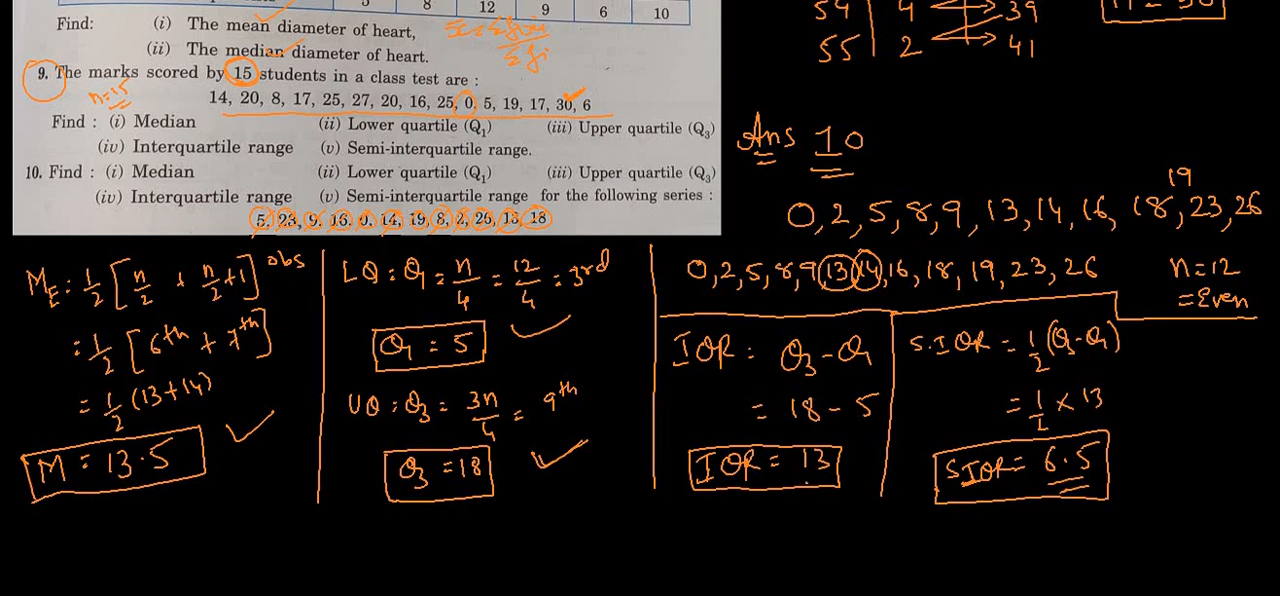 8 12 9 6 10
Find: (i) The mean diameter of heart,
(ii) The median diameter of heart.
9. The marks scored by 15 students in a class test are :
n=15
14, 20, 8, 17, 25, 27, 20, 16, 25, 0, 5, 19, 17, 30, 6
Find : (i) Median (ii) Lower quartile (Q₁) (iii) Upper quartile (Q₃)
(iv) Interquartile range (v) Semi-interquartile range.
10. Find : (i) Median (ii) Lower quartile (Q₁) (iii) Upper quartile (Q₃)
(iv) Interquartile range (v) Semi-interquartile range for the following series :
5, 23, 9, 16, 0, 14, 19, 8, 2, 26, 13, 18
54 | 4 39
55 | 2 41
Ans 10
19
0, 2, 5, 8, 9, 13, 14, 16, 18, 23, 26
0, 2, 5, 8, 9, 13, 14, 16, 18, 19, 23, 26
n=12
=Even
ME = 1/2 [n/2 + n/2+1] obs
= 1/2 [6th + 7th]
= 1/2 (13+14)
M = 13.5
LQ : Q₁ = n/4 = 12/4 = 3rd
Q₁ = 5
UQ : Q₃ = 3n/4 = 9th
Q₃ = 18
IQR = Q₃ - Q₁
= 18 - 5
IQR = 13
S.IQR = 1/2 (Q₃-Q₁)
= 1/2 × 13
SIQR = 6.5